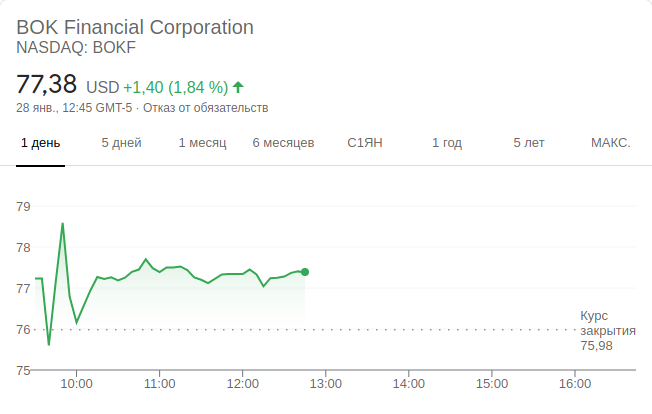 BOK Financial Corporation
NASDAQ: BOKF
77,38 USD +1,40 (1,84 %)
28 янв., 12:45 GMT-5 · Отказ от обязательств
1 день 5 дней 1 месяц 6 месяцев С1ЯН 1 год 5 лет МАКС.
79
78
77
76
75
Курс
закрытия
75,98
10:00 11:00 12:00 13:00 14:00 15:00 16:00